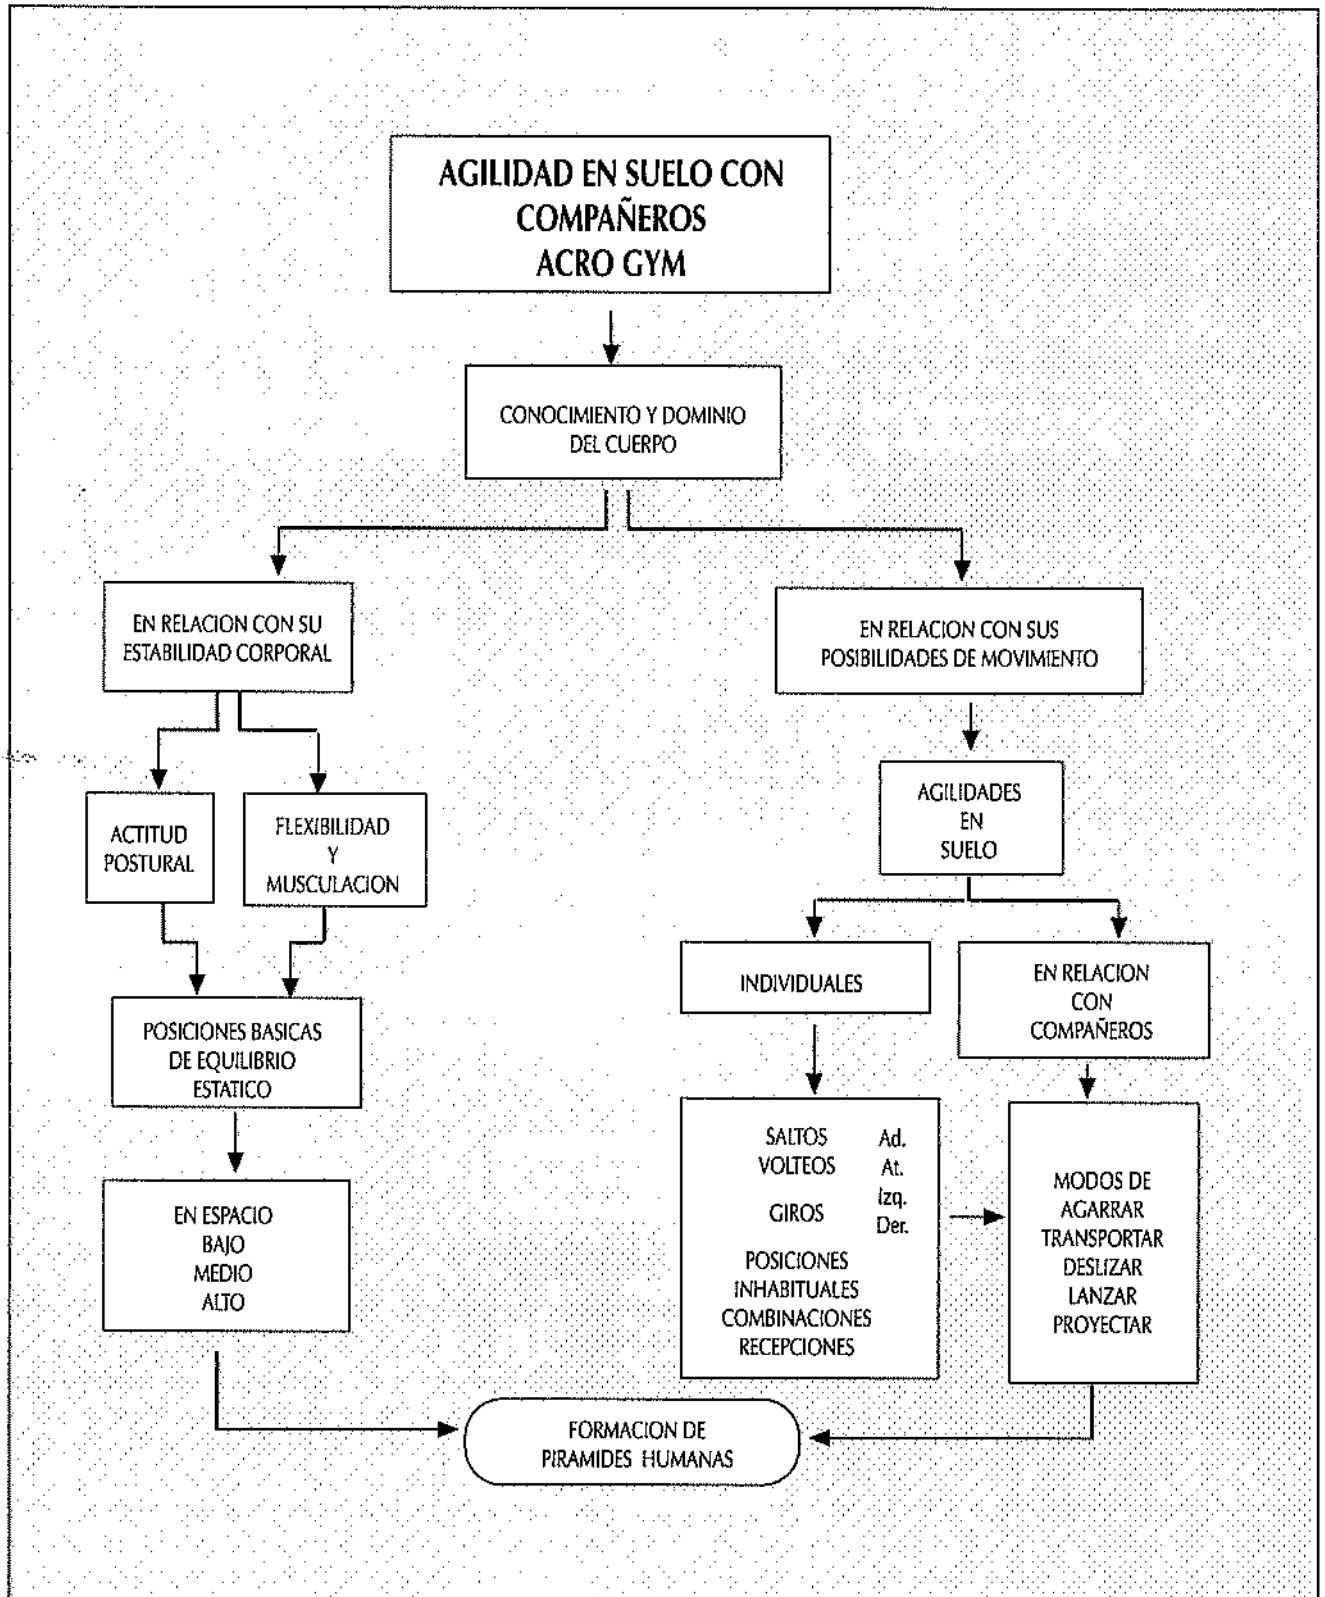 AGILIDAD EN SUELO CON
COMPAÑEROS
ACRO GYM
CONOCIMIENTO Y DOMINIO
DEL CUERPO
EN RELACION CON SU
ESTABILIDAD CORPORAL
EN RELACION CON SUS
POSIBILIDADES DE MOVIMIENTO
ACTITUD
POSTURAL
FLEXIBILIDAD
Y
MUSCULACION
AGILIDADES
EN
SUELO
INDIVIDUALES
EN RELACION
CON
COMPAÑEROS
POSICIONES BASICAS
DE EQUILIBRIO
ESTATICO
EN ESPACIO
BAJO
MEDIO
ALTO
SALTOS Ad.
VOLTEOS At.
Izq.
GIROS
Der.
POSICIONES
INHABITUALES
COMBINACIONES
RECEPCIONES
MODOS DE
AGARRAR
TRANSPORTAR
DESLIZAR
LANZAR
PROYECTAR
FORMACION DE
PIRAMIDES HUMANAS